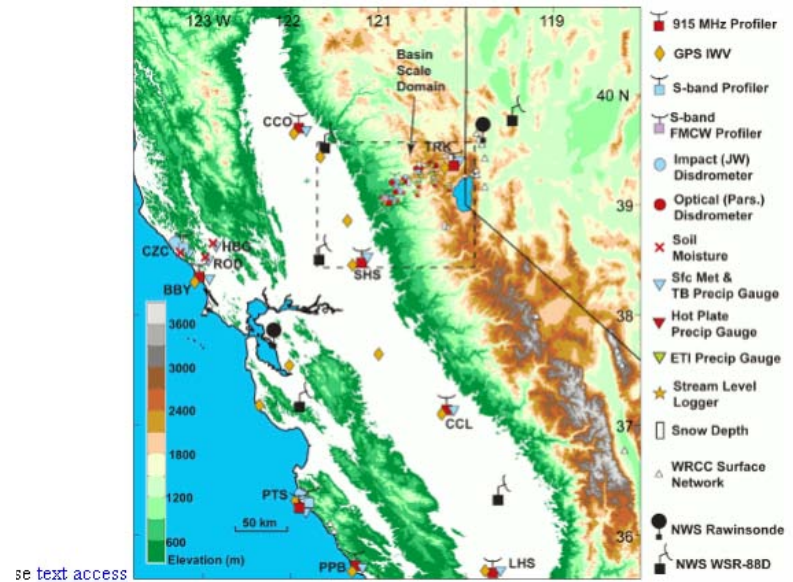 123 W 122 121 119
Basin
Scale
Domain
40 N
CCO
TRK
39
HBG
CZC
ROD
SHS
BBY
38
3600
3000
2400
1800
1200
600
Elevation (m)
CCL
37
PTS
50 km
36
PPB
LHS
915 MHz Profiler
GPS IWV
S-band Profiler
S-band
FMCW Profiler
Impact (JW)
Disdrometer
Optical (Pars.)
Disdrometer
Soil
Moisture
Sfc Met &
TB Precip Gauge
Hot Plate
Precip Gauge
ETI Precip Gauge
Stream Level
Logger
Snow Depth
WRCC Surface
Network
NWS Rawinsonde
NWS WSR-88D
se text access